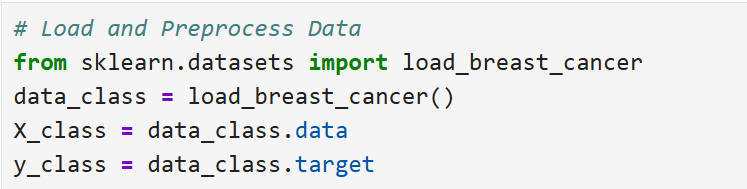 # Load and Preprocess Data
from sklearn.datasets import load_breast_cancer
data_class = load_breast_cancer()
X_class = data_class.data
y_class = data_class.target